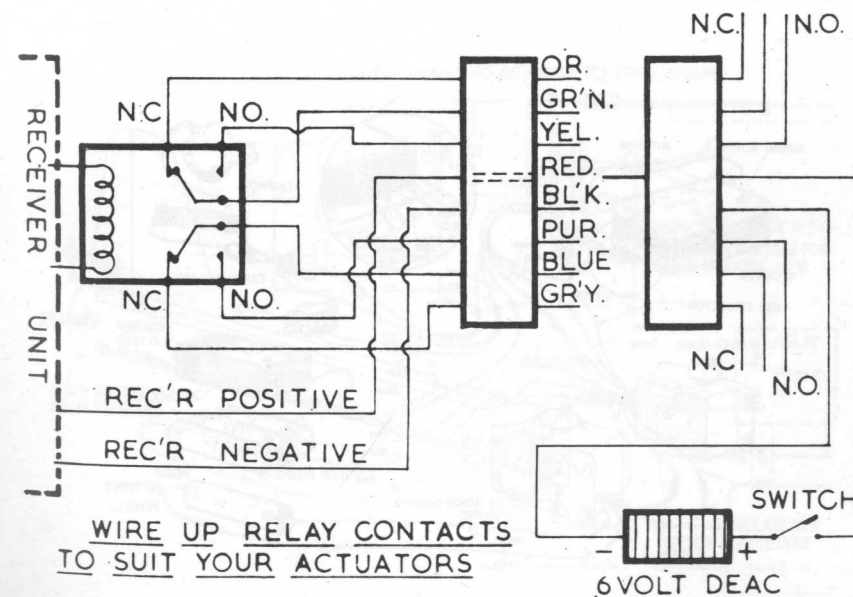 N.C. N.O.
RECEIVER UNIT
N.C N.O.
N.C. N.O.
REC'R POSITIVE
REC'R NEGATIVE
OR.
GR'N.
YEL.
RED.
BL'K.
PUR.
BLUE
GR'Y.
N.C N.O.
SWITCH
- +
6 VOLT DEAC
WIRE UP RELAY CONTACTS
TO SUIT YOUR ACTUATORS